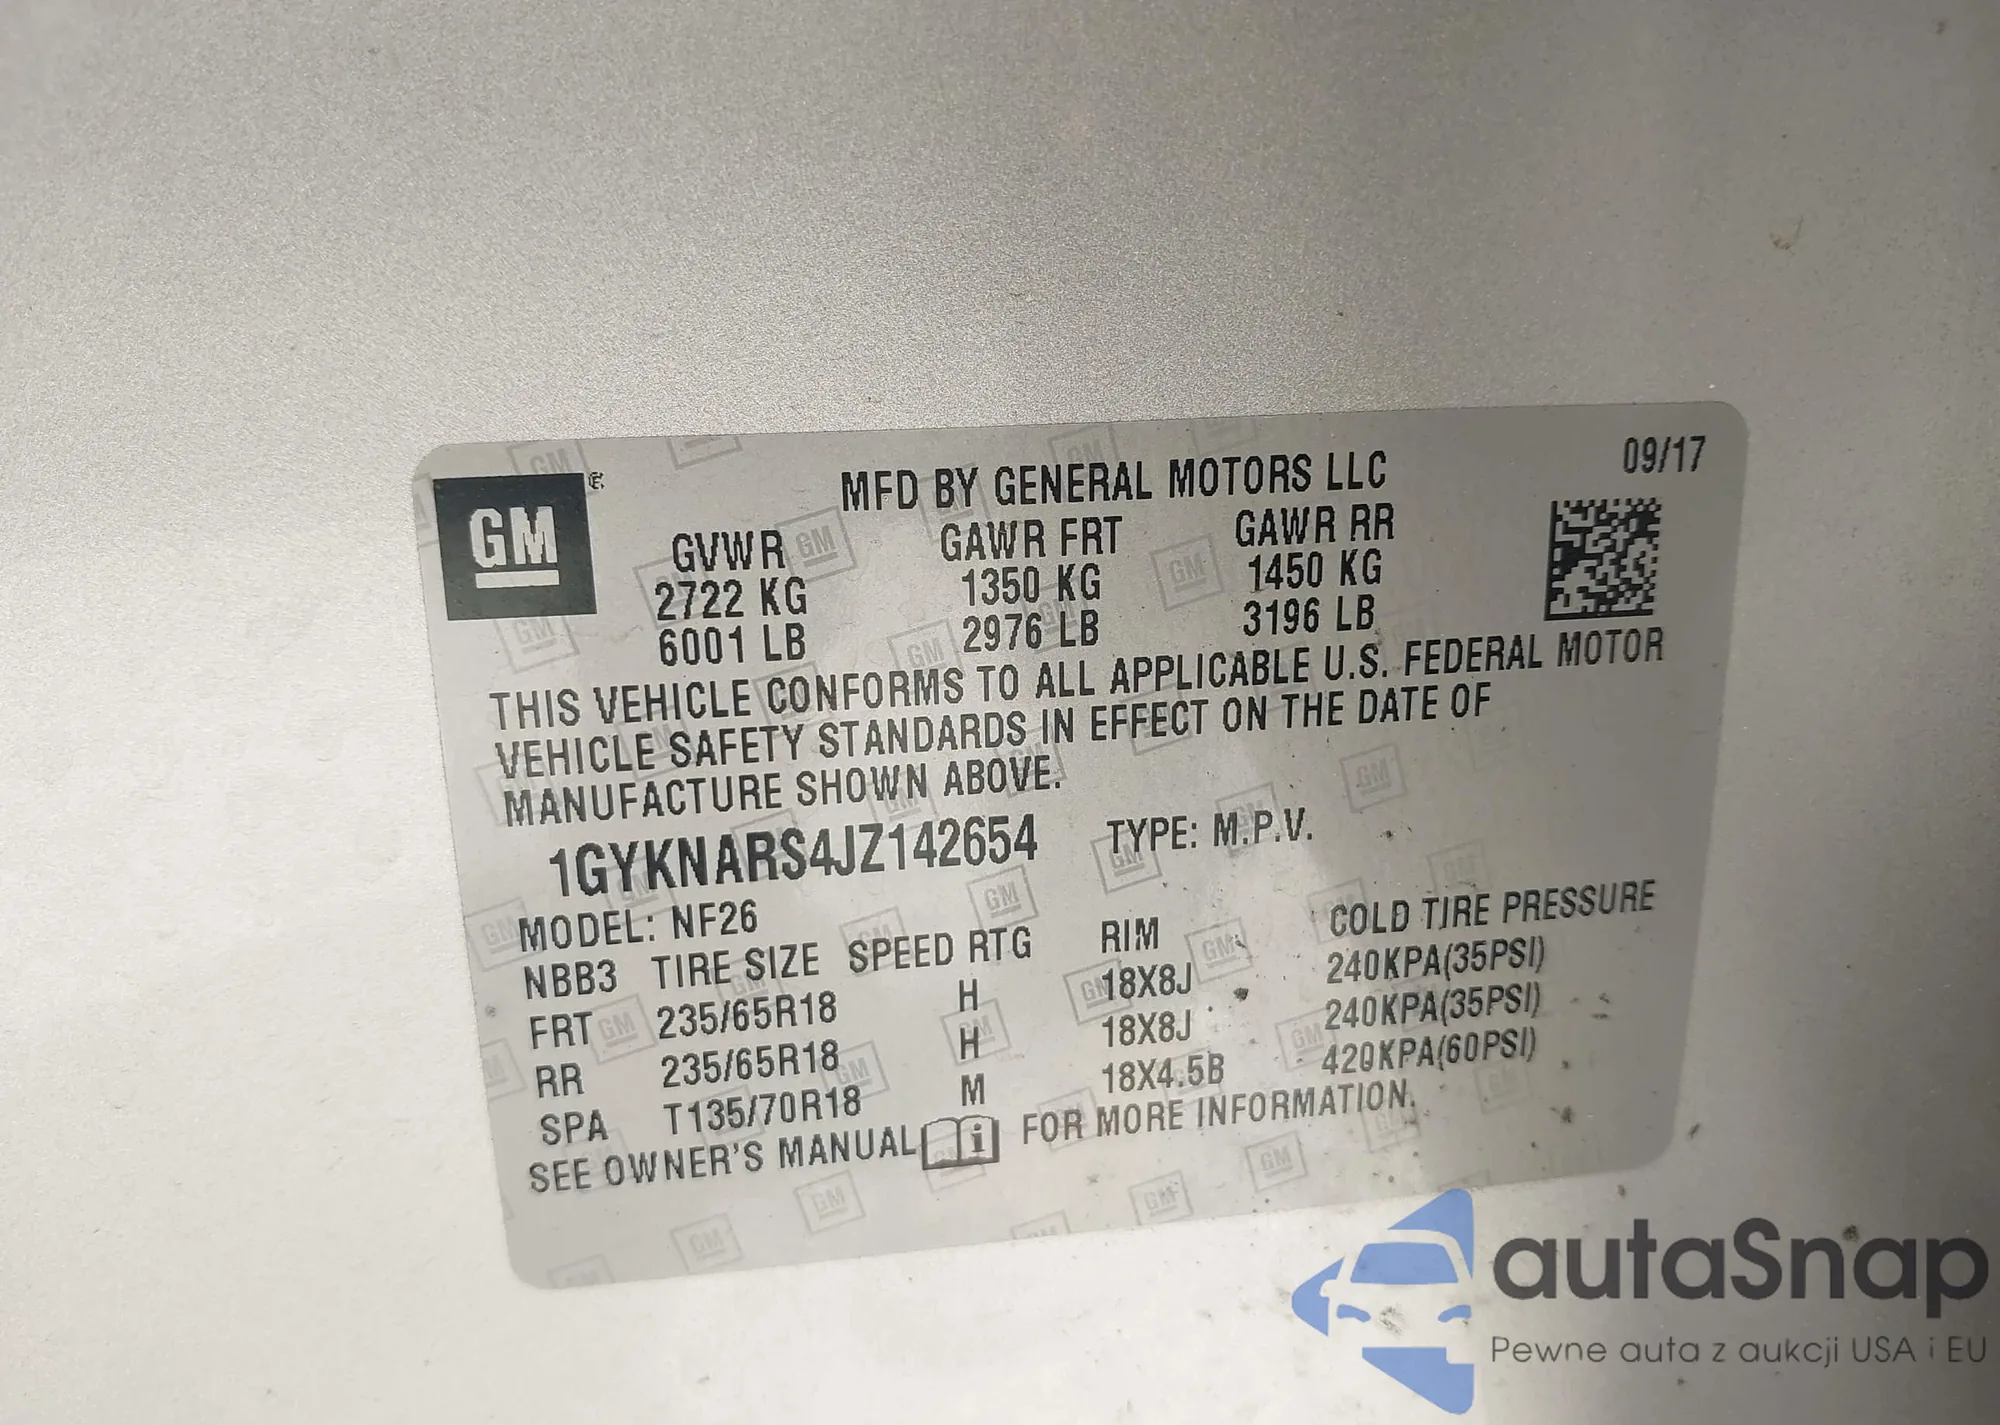 09/17
GM
MFD BY GENERAL MOTORS LLC
GVWR GAWR FRT GAWR RR
2722 KG 1350 KG 1450 KG
6001 LB 2976 LB 3196 LB
THIS VEHICLE CONFORMS TO ALL APPLICABLE U.S. FEDERAL MOTOR
VEHICLE SAFETY STANDARDS IN EFFECT ON THE DATE OF
MANUFACTURE SHOWN ABOVE.
1GYKNARS4JZ142654 TYPE: M.P.V.
MODEL: NF26
NBB3 TIRE SIZE SPEED RTG RIM COLD TIRE PRESSURE
FRT 235/65R18 H 18X8J 240KPA(35PSI)
RR 235/65R18 H 18X8J 240KPA(35PSI)
SPA T135/70R18 M 18X4.5B 420KPA(60PSI)
SEE OWNER'S MANUAL i FOR MORE INFORMATION.
autaSnap
Pewne auta z aukcji USA i EU